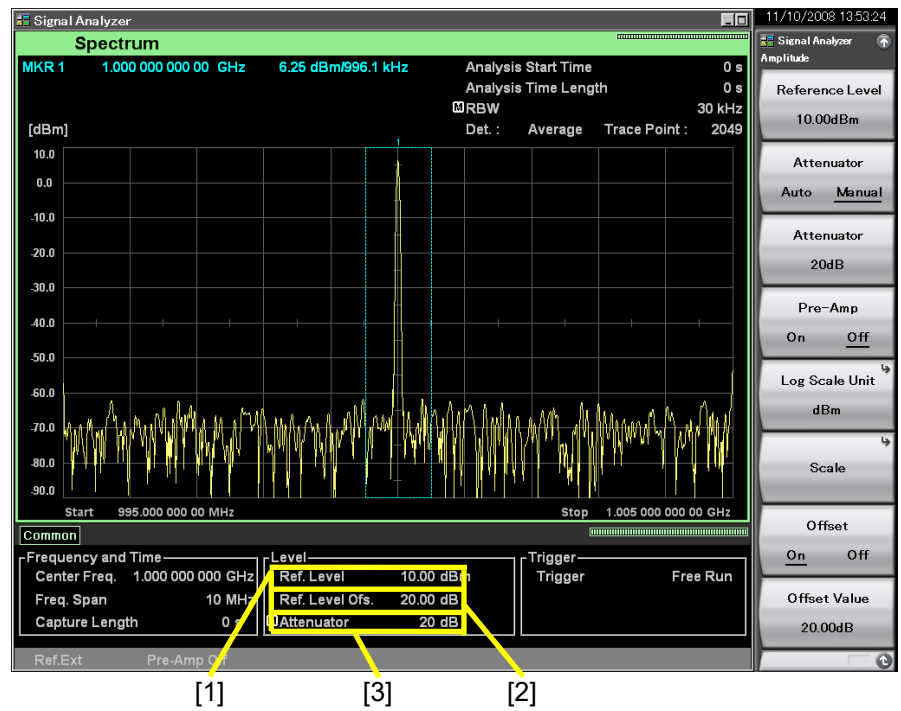 Signal Analyzer
11/10/2008 13:53:24
Spectrum
MKR 1 1.000 000 000 00 GHz 6.25 dBm/996.1 kHz
Analysis Start Time 0 s
Analysis Time Length 0 s
M RBW 30 kHz
[dBm]
Det. : Average Trace Point : 2049
1
10.0
0.0
-10.0
-20.0
-30.0
-40.0
-50.0
-60.0
-70.0
-80.0
-90.0
Start 995.000 000 00 MHz Stop 1.005 000 000 00 GHz
Common
Frequency and Time
Center Freq. 1.000 000 000 GHz
Freq. Span 10 MHz
Capture Length 0 s
Level
Ref. Level 10.00 dBm
Ref. Level Ofs. 20.00 dB
Attenuator 20 dB
Trigger
Trigger Free Run
Ref.Ext Pre-Amp Off
Signal Analyzer
Amplitude
Reference Level
10.00dBm
Attenuator
Auto Manual
Attenuator
20dB
Pre-Amp
On Off
Log Scale Unit
dBm
Scale
Offset
On Off
Offset Value
20.00dB
[1] [3] [2]